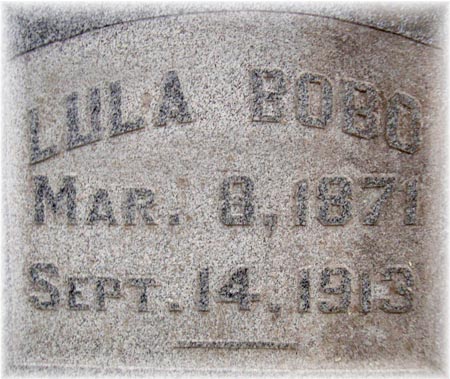 LULA BOBO
MAR. 8, 1871
SEPT. 14, 1913